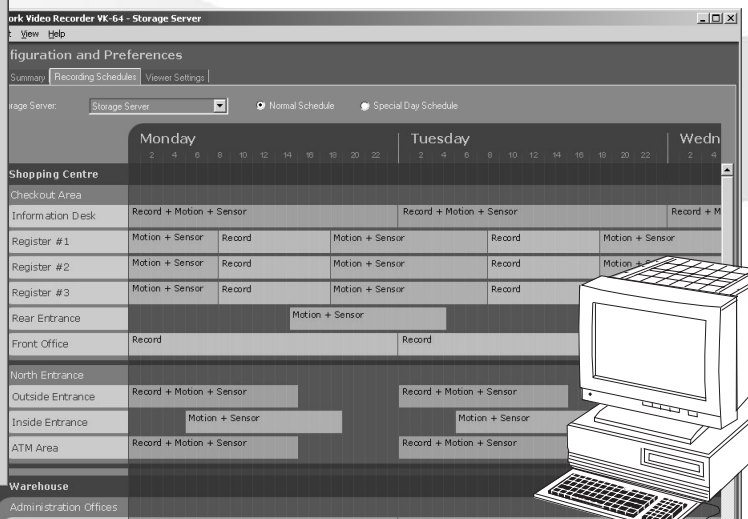 ork Video Recorder VK-64 - Storage Server
t View Help
figuration and Preferences
Summary Recording Schedules Viewer Settings
rage Server: Storage Server Normal Schedule Special Day Schedule
Monday Tuesday Wedn
2 4 6 8 10 12 14 16 18 20 22 2 4 6 8 10 12 14 16 18 20 22 2 4
Shopping Centre
Checkout Area
Information Desk Record + Motion + Sensor Record + Motion + Sensor Record + M
Register #1 Motion + Sensor Record Motion + Sensor Record Motion + Sensor
Register #2 Motion + Sensor Record Motion + Sensor Record Motion + S
Register #3 Motion + Sensor Record Motion + Sensor Record
Rear Entrance Motion + Sensor
Front Office Record Record
North Entrance
Outside Entrance Record + Motion + Sensor Record + Motion + Sensor
Inside Entrance Motion + Sensor Motion + Sensor
ATM Area Record + Motion + Sensor Record + Motion + Sensor
Warehouse
Administration Offices